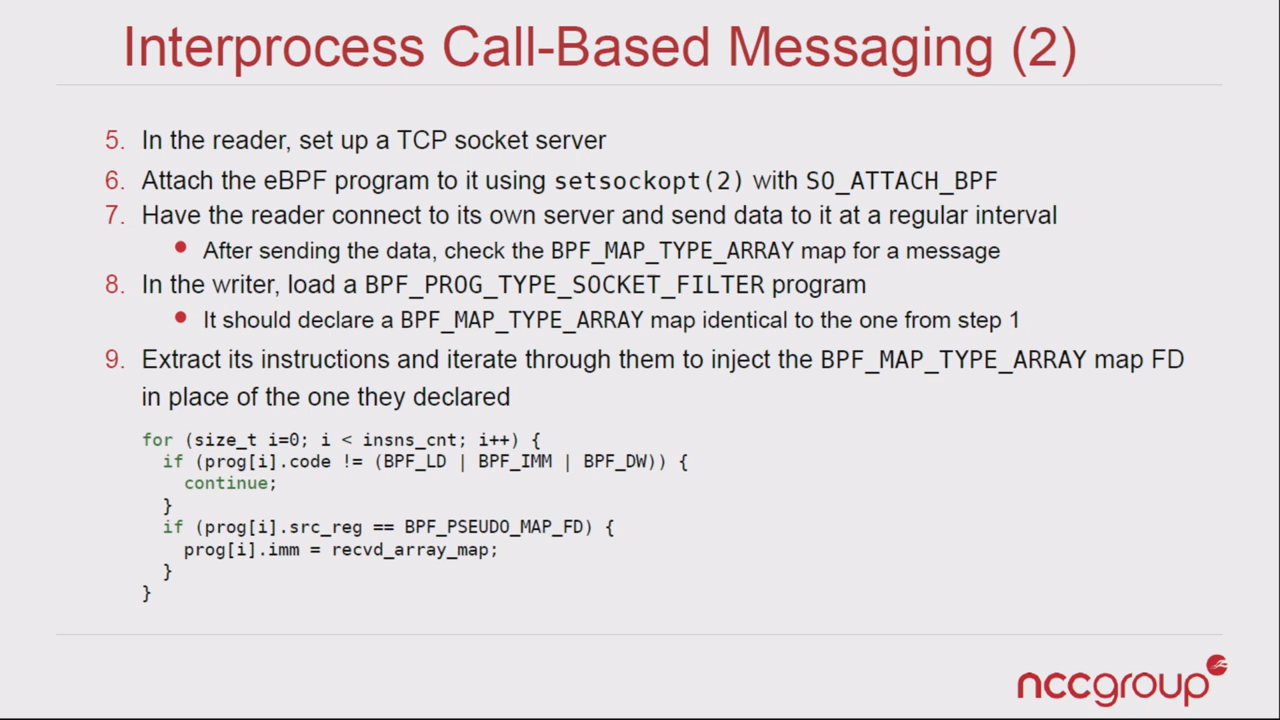 Interprocess Call-Based Messaging (2)
5. In the reader, set up a TCP socket server
6. Attach the eBPF program to it using setsockopt(2) with SO_ATTACH_BPF
7. Have the reader connect to its own server and send data to it at a regular interval
• After sending the data, check the BPF_MAP_TYPE_ARRAY map for a message
8. In the writer, load a BPF_PROG_TYPE_SOCKET_FILTER program
• It should declare a BPF_MAP_TYPE_ARRAY map identical to the one from step 1
9. Extract its instructions and iterate through them to inject the BPF_MAP_TYPE_ARRAY map FD
in place of the one they declared
for (size_t i=0; i < insns_cnt; i++) {
  if (prog[i].code != (BPF_LD | BPF_IMM | BPF_DW)) {
    continue;
  }
  if (prog[i].src_reg == BPF_PSEUDO_MAP_FD) {
    prog[i].imm = recvd_array_map;
  }
}
nccgroup